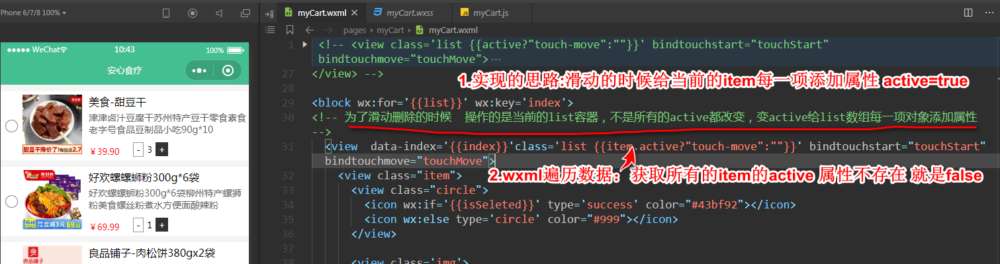 Phone 6/7/8 100%
WeChat
10:43
100%
安心食疗
美食-甜豆干
津津卤汁豆腐干苏州特产豆干零食素食
老字号食品豆制品小吃90g*10
甜豆干降价了!每包仅2.7
￥39.90
- 3 +
好欢螺螺蛳粉300g*6袋
好欢螺螺蛳粉300g*6袋柳州特产螺狮
粉美食螺丝粉煮水方便面酸辣粉
立减3元 69.99
￥69.99
- 1 +
良品铺子
良品铺子-肉松饼380gx2袋
myCart.wxml
myCart.wxss
JS myCart.js
pages myCart myCart.wxml
1 <!-- <view class='list {{active?"touch-move":""}}' bindtouchstart="touchStart"
bindtouchmove="touchMove"> ···
27 </view> -->
1.实现的思路:滑动的时候给当前的item每一项添加属性 active=true
28
29 <block wx:for='{{list}}' wx:key='index'>
30 <!-- 为了滑动删除的时候 操作的是当前的list容器，不是所有的active都改变，变active给list数组每一项对象添加属性
-->
31 <view data-index='{{index}}'class='list {{item.active?"touch-move":""}}' bindtouchstart="touchStart"
bindtouchmove="touchMove">
2.wxml遍历数据：获取所有的item的active 属性不存在 就是false
32 <view class="item">
33 <view class="circle">
34 <icon wx:if='{{isSeleted}}' type='success' color="#43bf92"></icon>
35 <icon wx:else type='circle' color="#999"></icon>
36 </view>
37
38 <view class='img'>